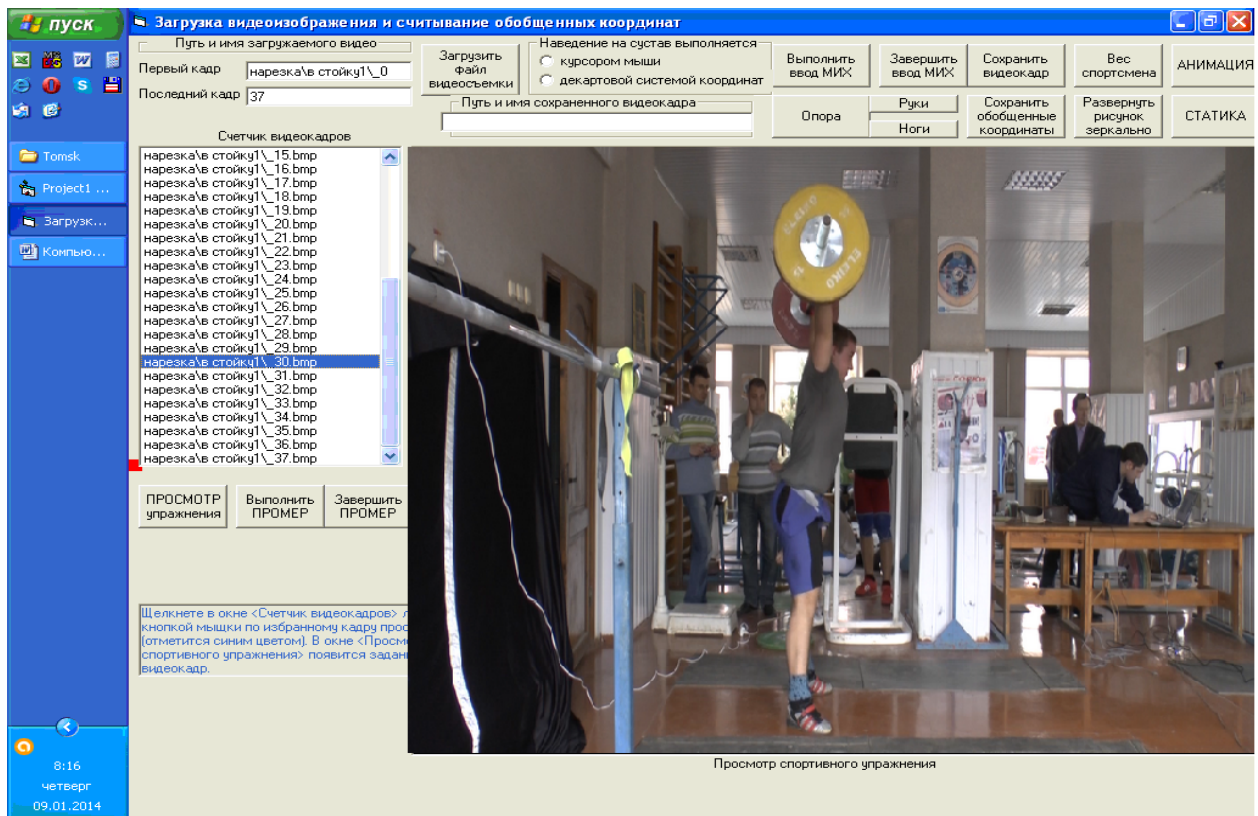 пуск
Загрузка видеоизображения и считывание обобщенных координат
Путь и имя загружаемого видео
Первый кадр
нарезка\в стойку1\_0
Последний кадр
37
Загрузить
файл
видеосъемки
Наведение на сустав выполняется
курсором мыши
декартовой системой координат
Путь и имя сохраненного видеокадра
Выполнить
ввод МИХ
Завершить
ввод МИХ
Сохранить
видеокадр
Вес
спортсмена
АНИМАЦИЯ
Опора
Руки
Ноги
Сохранить
обобщенные
координаты
Развернуть
рисунок
зеркально
СТАТИКА
Tomsk
Project1 ...
Загрузк...
Компью...
Счетчик видеокадров
нарезка\в стойку1\_15.bmp
нарезка\в стойку1\_16.bmp
нарезка\в стойку1\_17.bmp
нарезка\в стойку1\_18.bmp
нарезка\в стойку1\_19.bmp
нарезка\в стойку1\_20.bmp
нарезка\в стойку1\_21.bmp
нарезка\в стойку1\_22.bmp
нарезка\в стойку1\_23.bmp
нарезка\в стойку1\_24.bmp
нарезка\в стойку1\_25.bmp
нарезка\в стойку1\_26.bmp
нарезка\в стойку1\_27.bmp
нарезка\в стойку1\_28.bmp
нарезка\в стойку1\_29.bmp
нарезка\в стойку1\_30.bmp
нарезка\в стойку1\_31.bmp
нарезка\в стойку1\_32.bmp
нарезка\в стойку1\_33.bmp
нарезка\в стойку1\_34.bmp
нарезка\в стойку1\_35.bmp
нарезка\в стойку1\_36.bmp
нарезка\в стойку1\_37.bmp
ELEIKO
ELEIKO
ПРОСМОТР
упражнения
Выполнить
ПРОМЕР
Завершить
ПРОМЕР
Щелкнете в окне <Счетчик видеокадров> л
кнопкой мыщки по избранному кадру прос
(отметится синим цветом). В окне <Просм
спортивного упражнения> появится задан
видеокадр.
Просмотр спортивного упражнения
8:16
четверг
09.01.2014